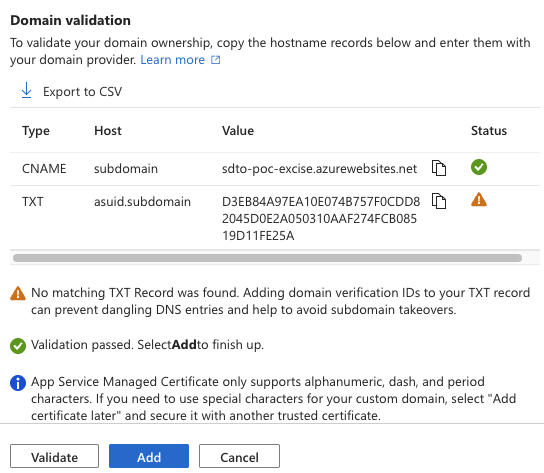 Domain validation
To validate your domain ownership, copy the hostname records below and enter them with
your domain provider. Learn more
Export to CSV
Type Host Value Status
CNAME subdomain sdto-poc-excise.azurewebsites.net
TXT asuid.subdomain D3EB84A97EA10E074B757F0CDD8
2045D0E2A050310AAF274FCB085
19D11FE25A
No matching TXT Record was found. Adding domain verification IDs to your TXT record
can prevent dangling DNS entries and help to avoid subdomain takeovers.
Validation passed. SelectAddto finish up.
App Service Managed Certificate only supports alphanumeric, dash, and period
characters. If you need to use special characters for your custom domain, select "Add
certificate later" and secure it with another trusted certificate.
Validate Add Cancel